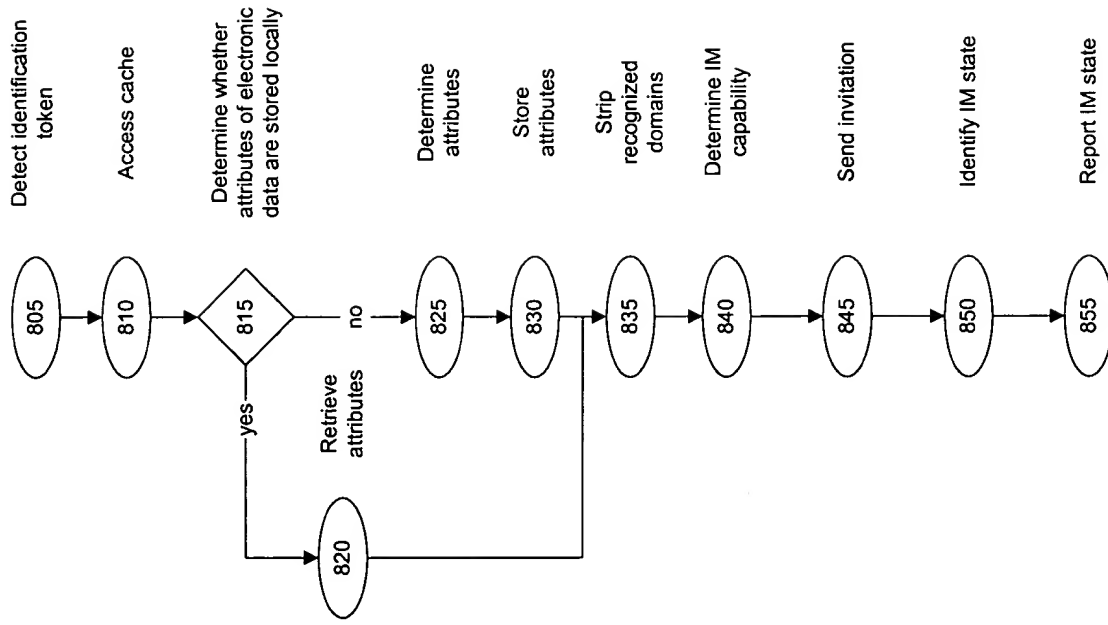 805
Detect identification
token
810
Access cache
815
Determine whether
attributes of electronic
data are stored locally
yes
no
820
Retrieve
attributes
825
Determine
attributes
830
Store
attributes
835
Strip
recognized
domains
840
Determine IM
capability
845
Send invitation
850
Identify IM state
855
Report IM state